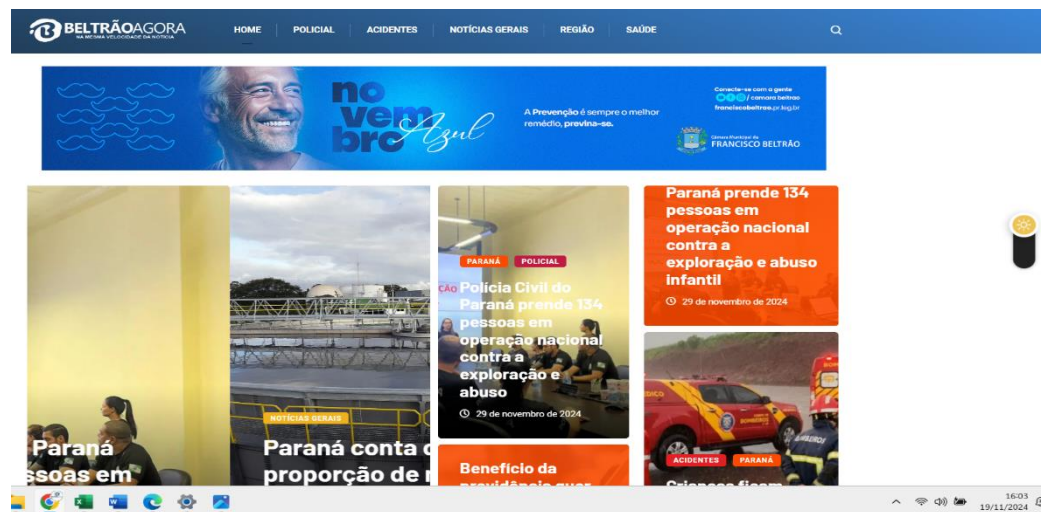 BELTRÃOAGORA
NA MESMA VELOCIDADE DA NOTÍCIA
HOME
POLICIAL
ACIDENTES
NOTÍCIAS GERAIS
REGIÃO
SAÚDE
no
vem
bro
Azul
A Prevenção é sempre o melhor
remédio, previna-se.
Conecte-se com a gente
/ camara beltrao
franciscobeltrao.pr.leg.br
Câmara Municipal de
FRANCISCO BELTRÃO
Paraná
ssoas em
NOTÍCIAS GERAIS
Paraná conta c
proporção de
PARANÁ
POLICIAL
Polícia Civil do
Paraná prende 134
pessoas em
operação nacional
contra a
exploração e
abuso
29 de novembro de 2024
Benefício da
previdência quer
Paraná prende 134
pessoas em
operação nacional
contra a
exploração e abuso
infantil
29 de novembro de 2024
BOMBEIROS
ACIDENTES
PARANÁ
Crianças ficam
16:03
19/11/2024